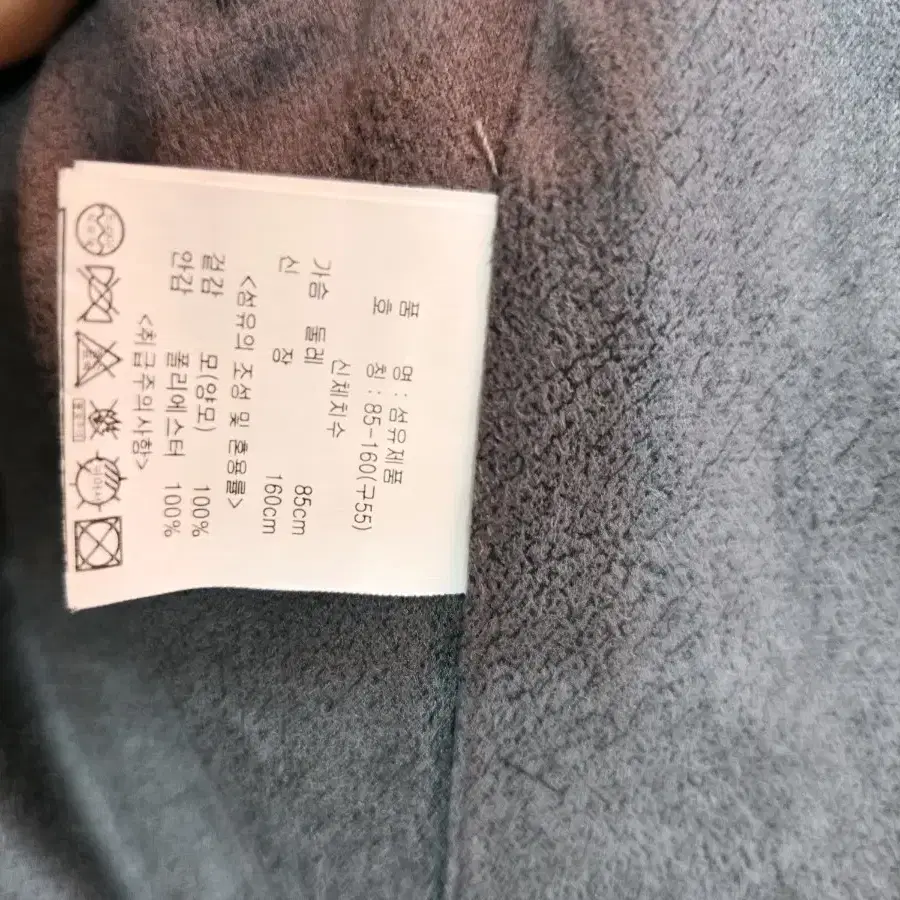 품 명 : 섬유제품
호 칭 : 85-160(구55)
신체치수
가슴 둘레 85cm
신 장 160cm
<섬유의 조성 및 혼용률>
겉감 모(양모) 100%
안감 폴리에스터 100%
<취급주의사항>